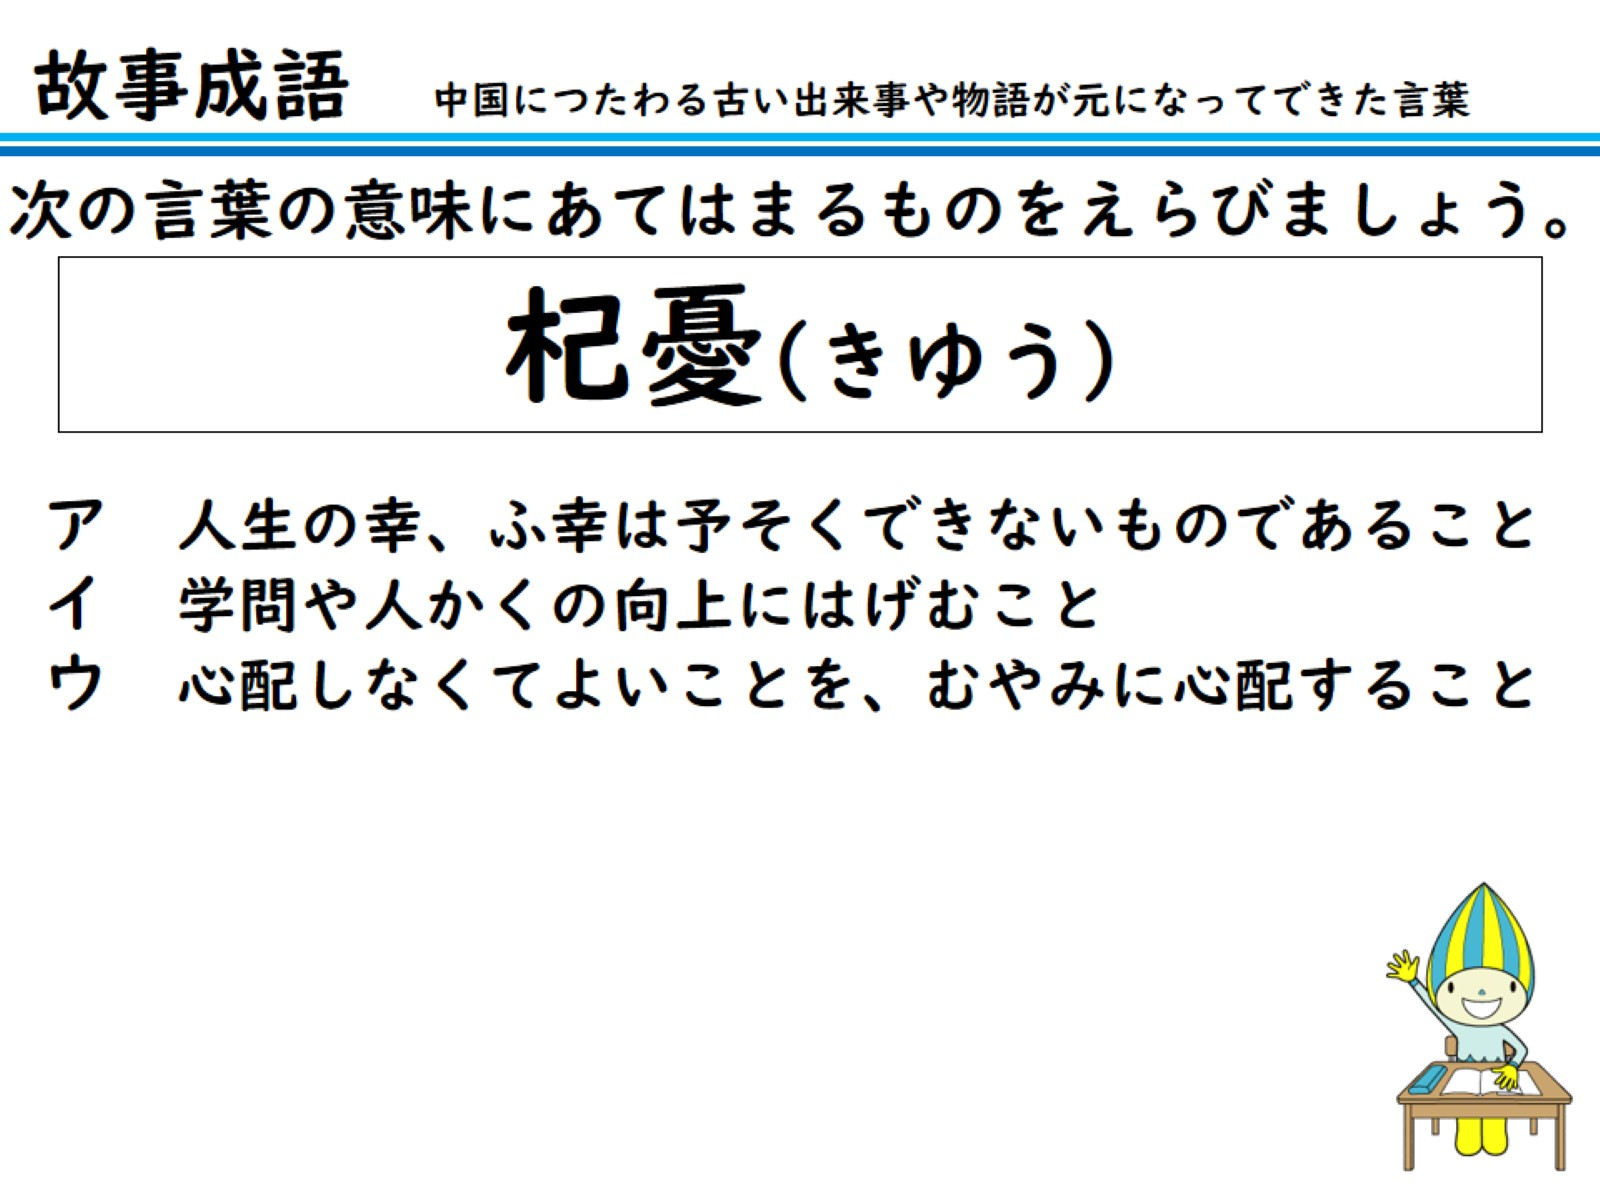 故事成語　中国につたわる古い出来事や物語が元になってできた言葉
次の言葉の意味にあてはまるものをえらびましょう。
杞憂(きゆう)
ア　人生の幸、ふ幸は予そくできないものであること
イ　学問や人かくの向上にはげむこと
ウ　心配しなくてよいことを、むやみに心配すること